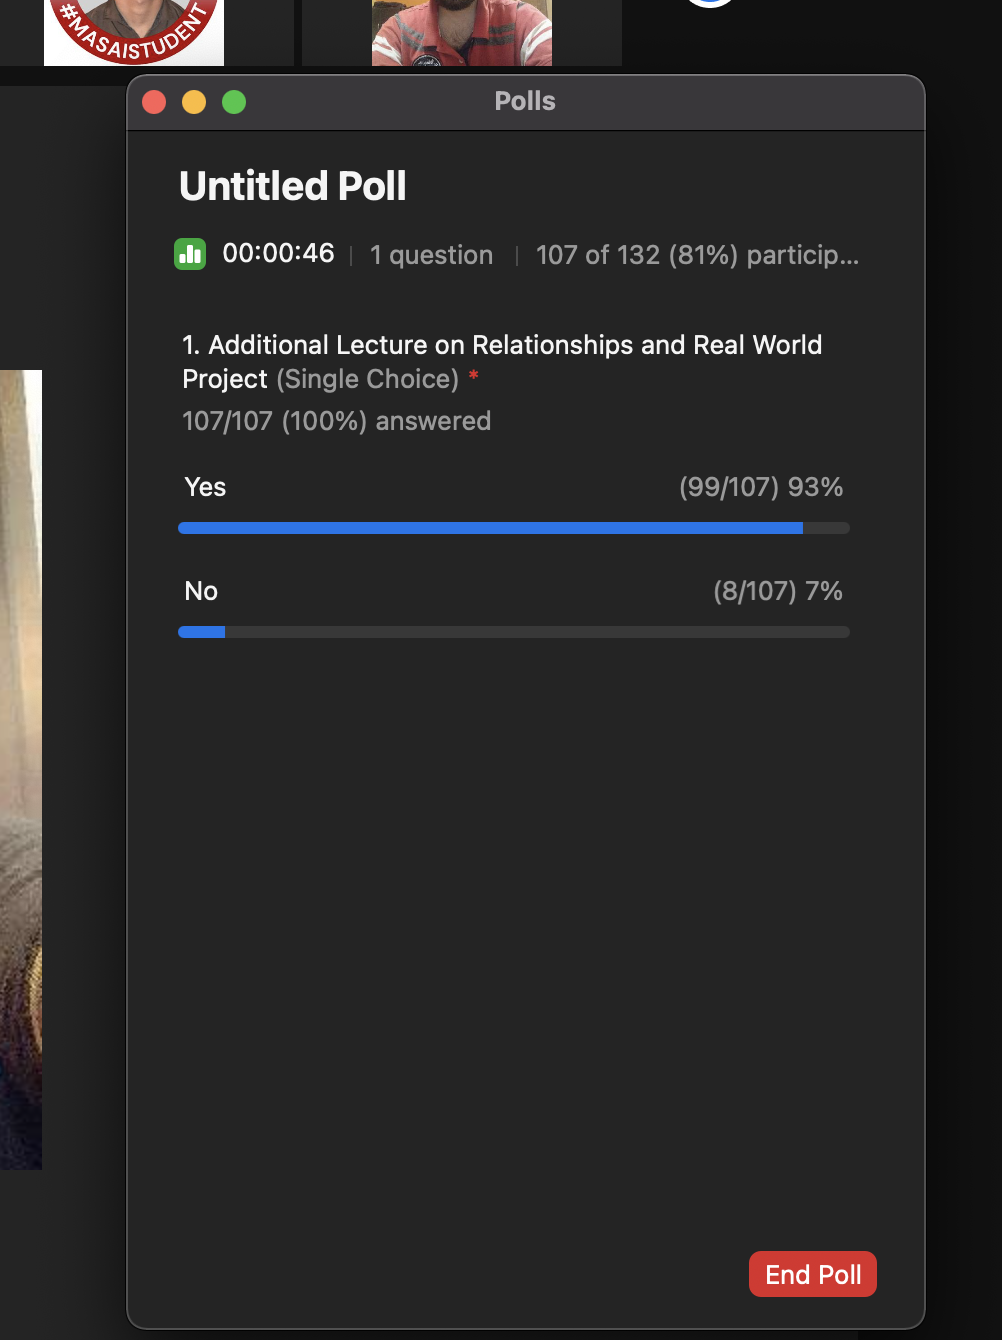 #MASAISTUDENT
Polls
Untitled Poll
00:00:46 | 1 question | 107 of 132 (81%) particip...
1. Additional Lecture on Relationships and Real World
Project (Single Choice) *
107/107 (100%) answered
Yes (99/107) 93%
No (8/107) 7%
End Poll